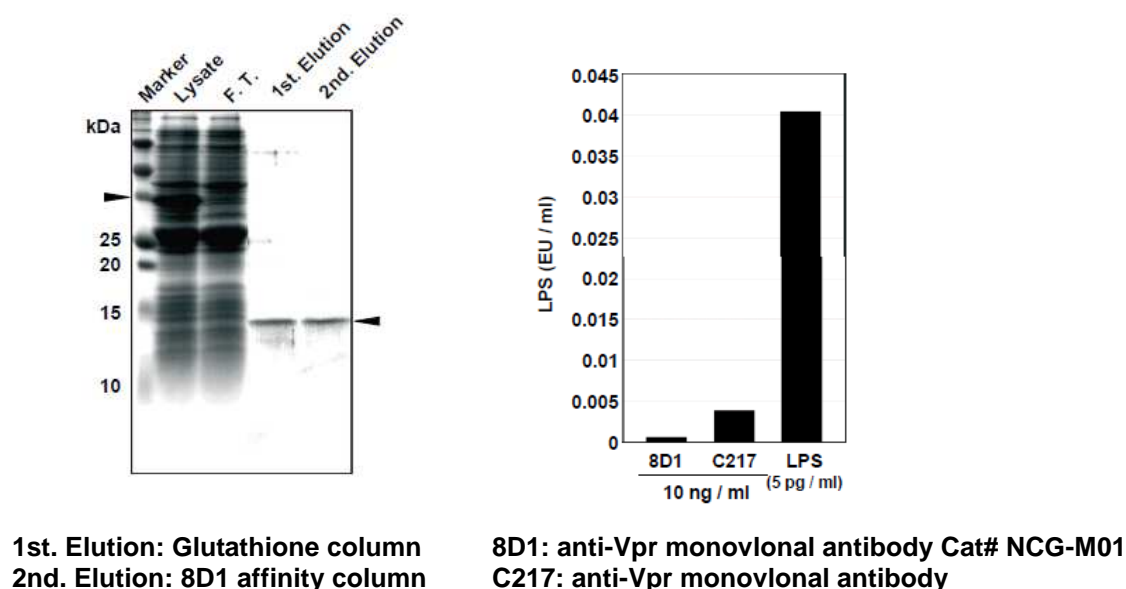 Marker
Lysate
F. T.
1st. Elution
2nd. Elution
kDa
25
20
15
10
0.045
0.04
0.035
0.03
0.025
0.02
0.015
0.01
0.005
0
LPS (EU / ml)
8D1 C217 LPS
10 ng / ml (5 pg / ml)
1st. Elution: Glutathione column
2nd. Elution: 8D1 affinity column
8D1: anti-Vpr monovlonal antibody Cat# NCG-M01
C217: anti-Vpr monovlonal antibody